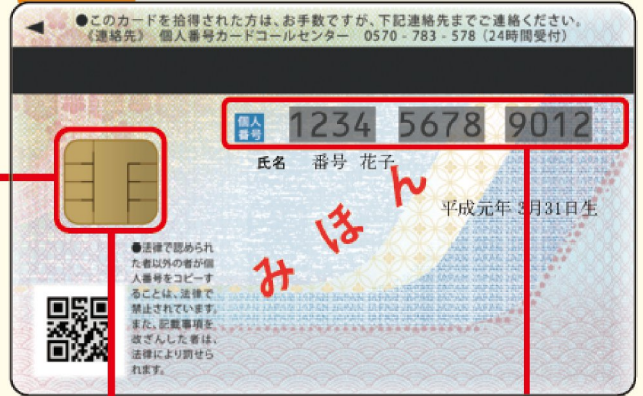 ●このカードを拾得された方は、お手数ですが、下記連絡先までご連絡ください。
《連絡先》 個人番号カードコールセンター 0570-783-578（24時間受付）
個人番号 1234 5678 9012
氏名 番号 花子
平成元年 3月31日生
みほん
●法律で認められ
た者以外の者が個
人番号をコピーす
ることは、法律で
禁止されています。
また、記載事項を
改ざんした者は、
法律により罰せら
れます。